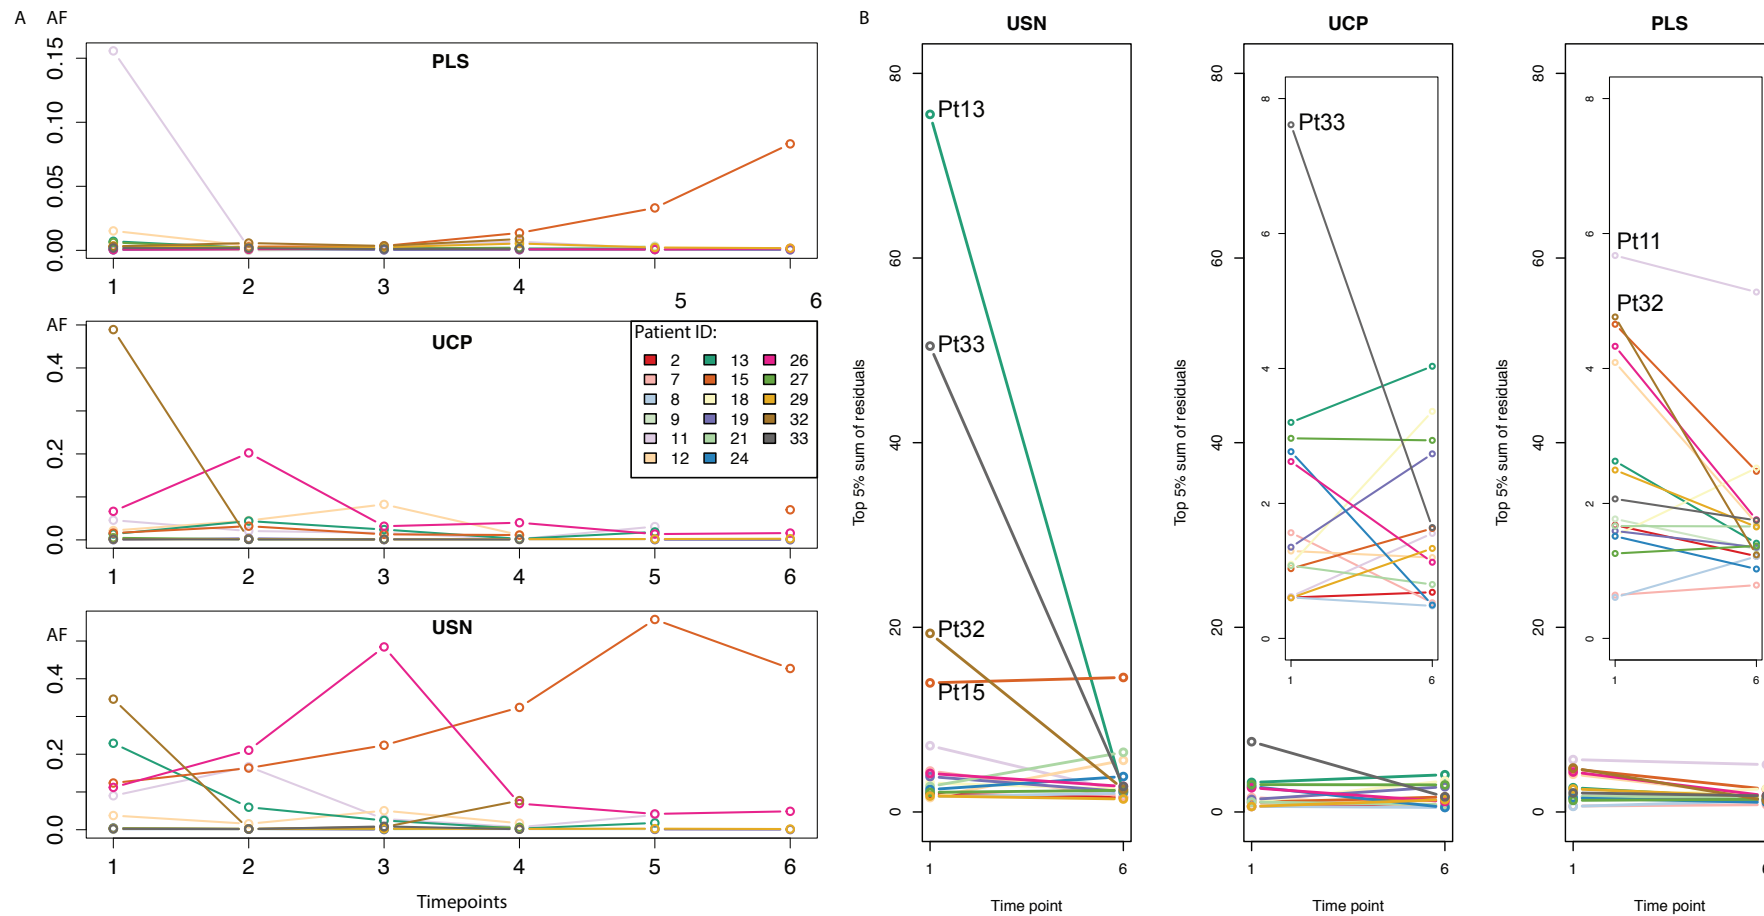 A AF
PLS
0.15
0.10
0.05
0.00
1 2 3 4 5 6
AF
UCP
0.4
0.2
0.0
Patient ID:
2 13 26
7 15 27
8 18 29
9 19 32
11 21 33
12 24
1 2 3 4 5 6
AF
USN
0.4
0.2
0.0
1 2 3 4 5 6
Timepoints
B
USN
Top 5% sum of residuals
80
60
40
20
0
Pt13
Pt33
Pt32
Pt15
1 6
Time point
UCP
Top 5% sum of residuals
80
60
40
20
0
8
6
4
2
0
Pt33
1 6
1 6
Time point
PLS
Top 5% sum of residuals
80
60
40
20
0
8
6
4
2
0
Pt11
Pt32
1 6
1 6
Time point